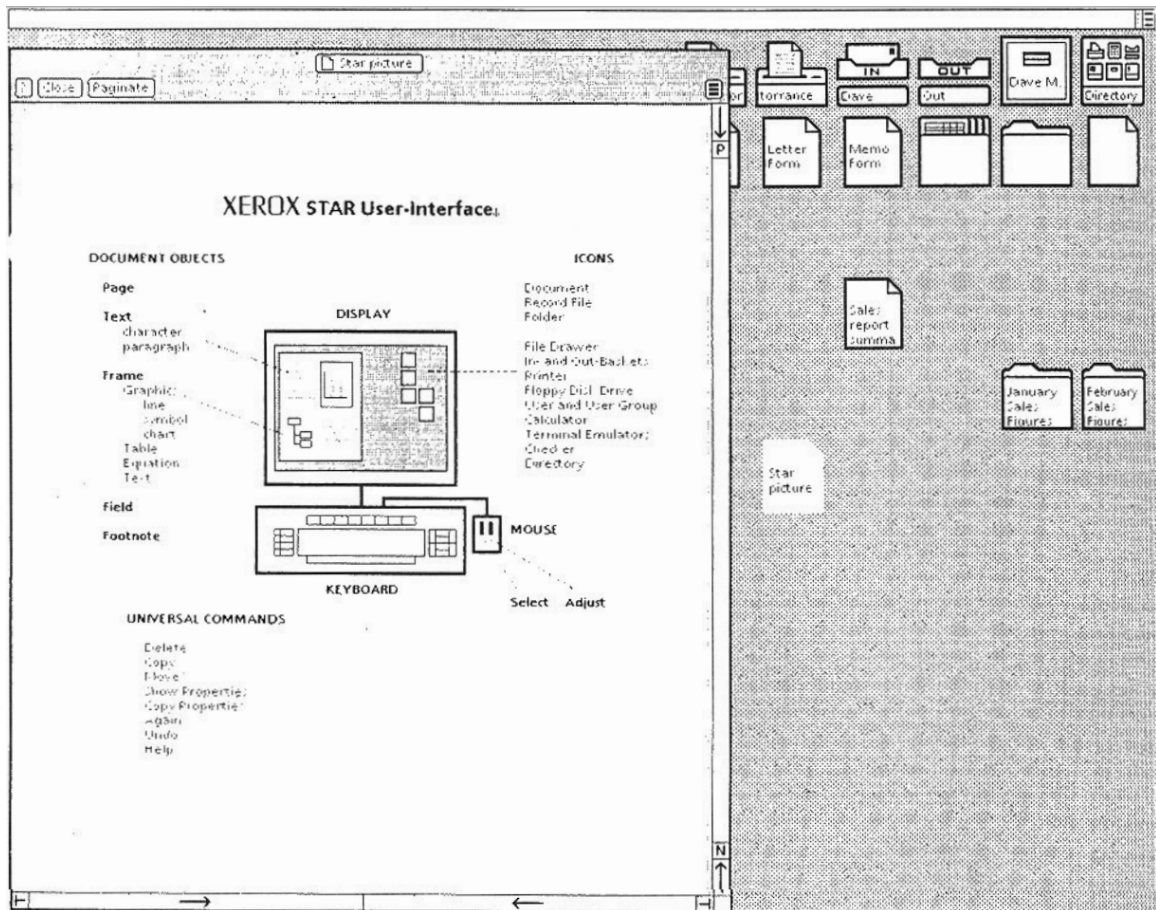 Star picture
? Close Paginate
XEROX STAR User-Interface
DOCUMENT OBJECTS
Page
Text
character
paragraph
Frame
Graphics
line
symbol
chart
Table
Equation
Text
Field
Footnote
DISPLAY
KEYBOARD
MOUSE
Select Adjust
ICONS
Document
Record File
Folder
File Drawer
In- and Out-Baskets
Printer
Floppy Disk Drive
User and User Group
Calculator
Terminal Emulators
Checker
Directory
UNIVERSAL COMMANDS
Delete
Copy
Move
Show Properties
Copy Properties
Again
Undo
Help
P
N
IN
OUT
torrance
Dave
Out
Dave M.
Directory
Letter
Form
Memo
Form
Sales
report
summa
January
Sales
Figures
February
Sales
Figures
Star
picture